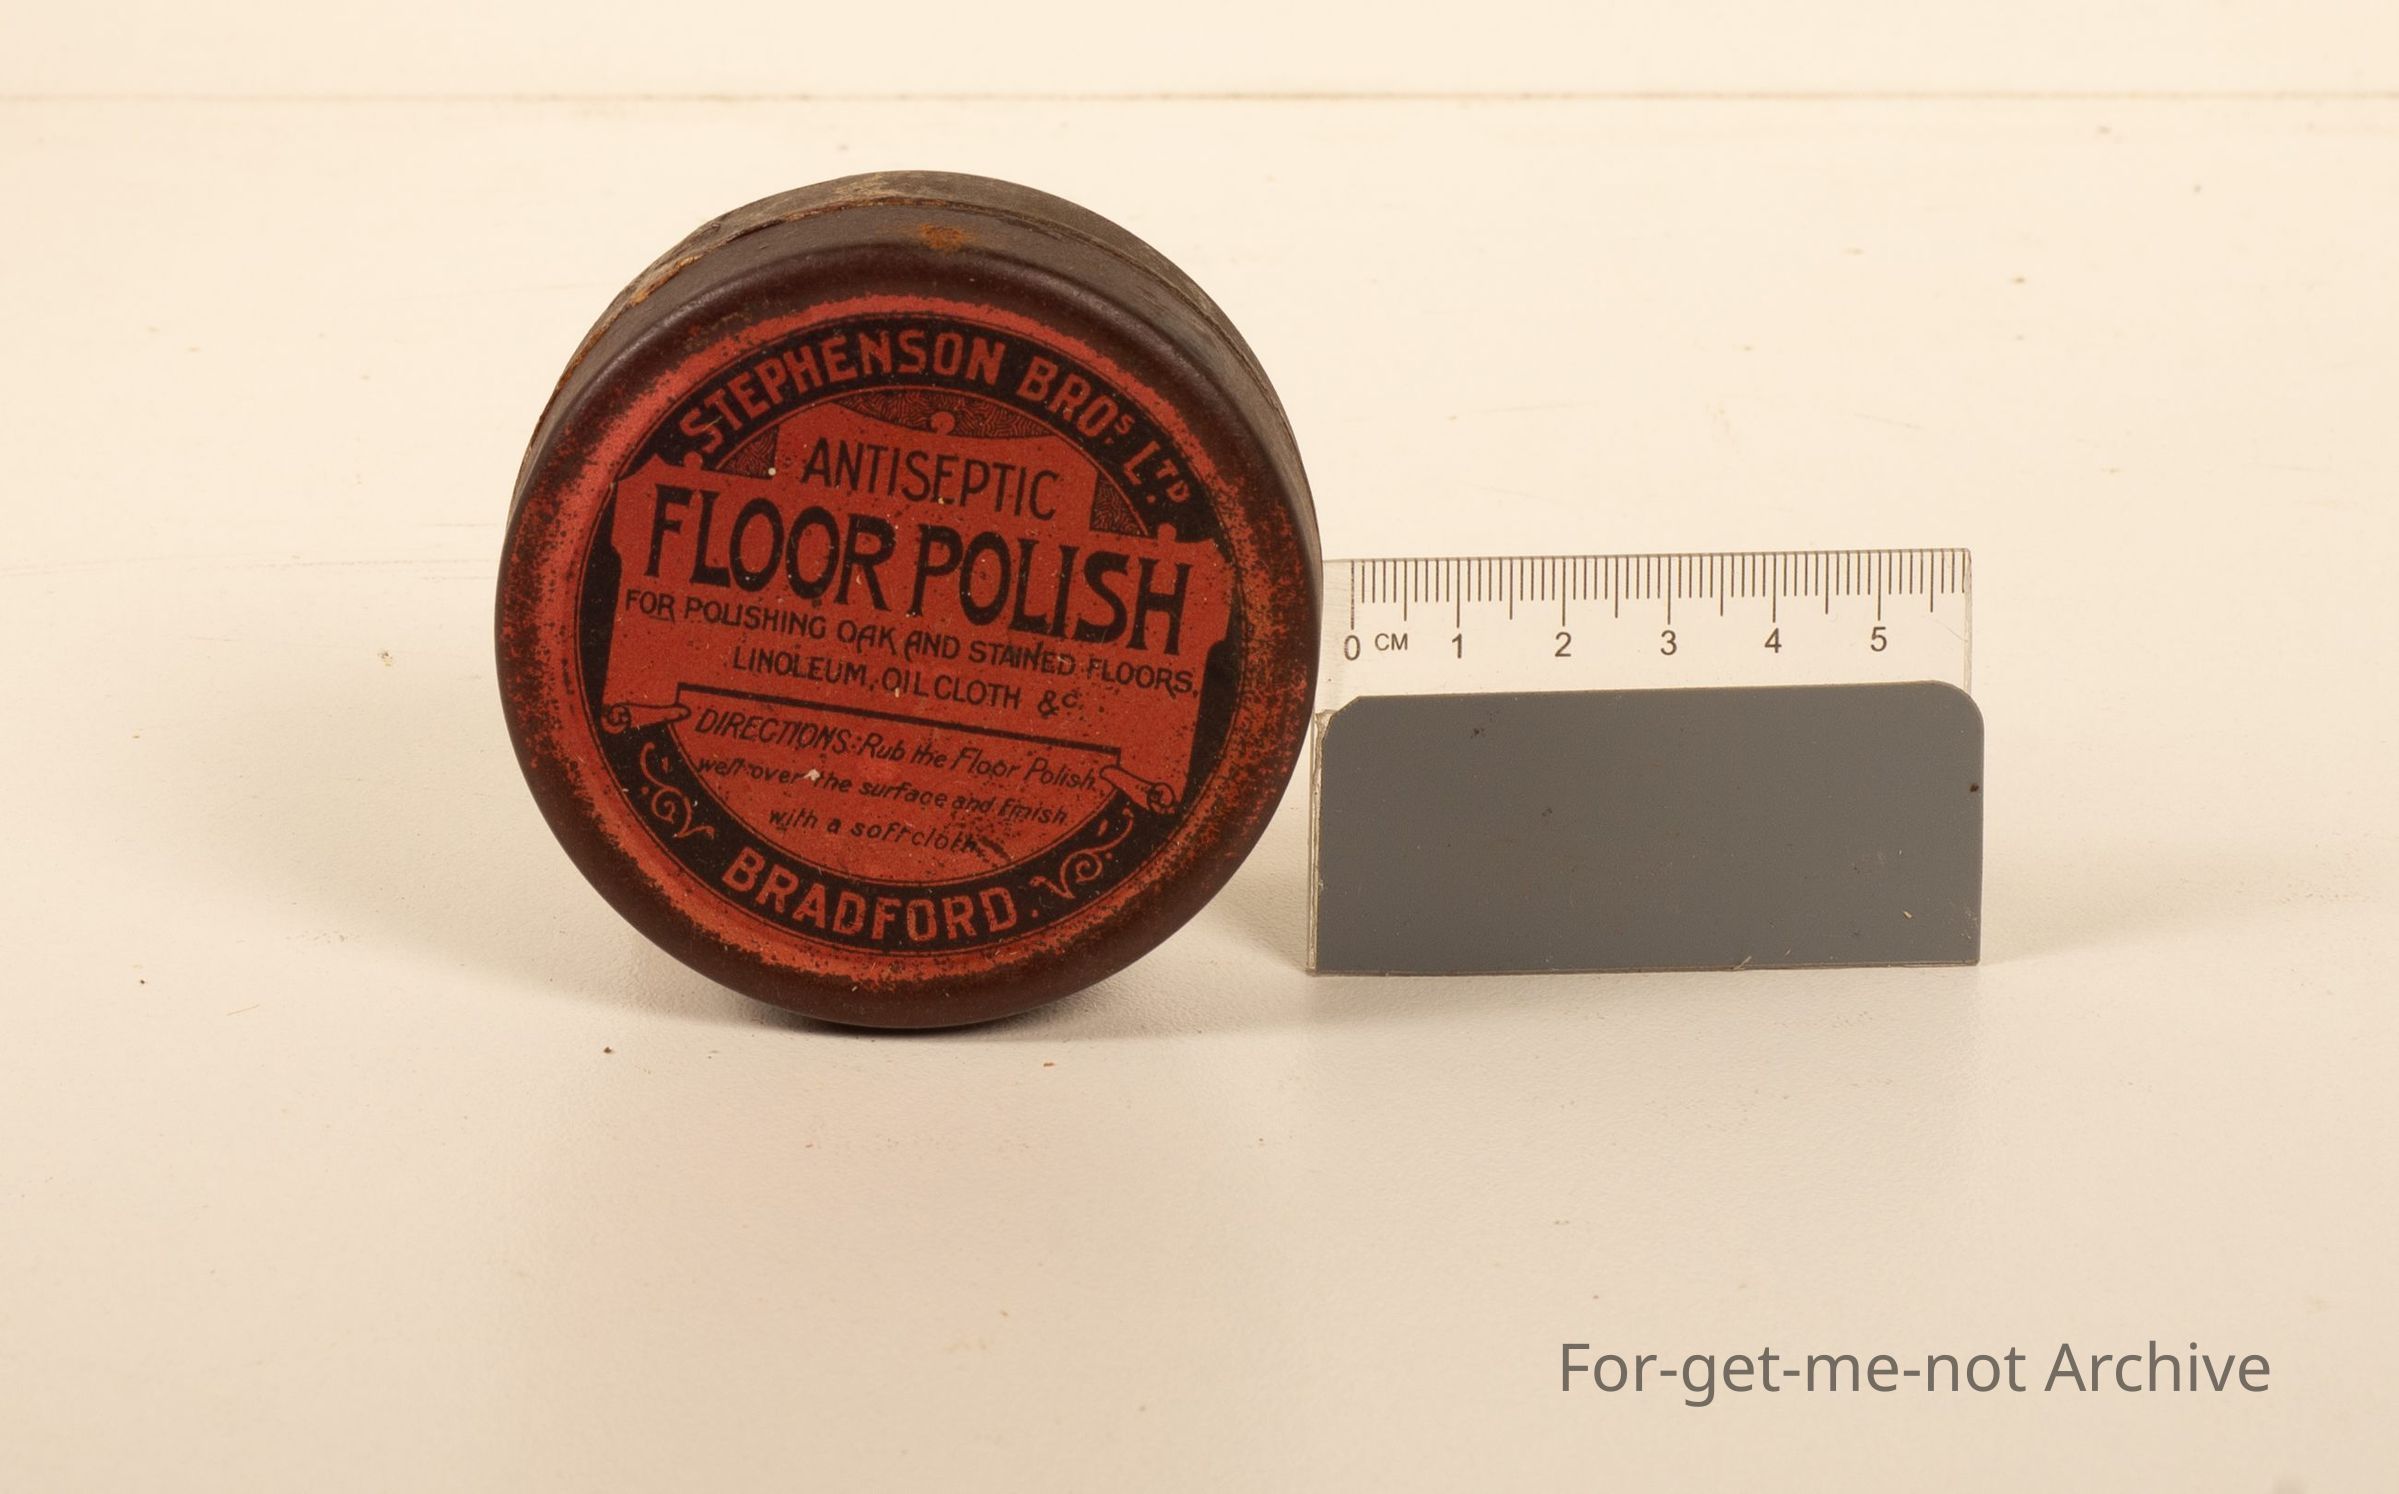 STEPHENSON BROS. LTD
ANTISEPTIC
FLOOR POLISH
FOR POLISHING OAK AND STAINED FLOORS,
LINOLEUM, OIL CLOTH &c.
DIRECTIONS: Rub the Floor Polish
well over the surface and finish
with a soft cloth.
BRADFORD.
0 CM 1 2 3 4 5
For-get-me-not Archive